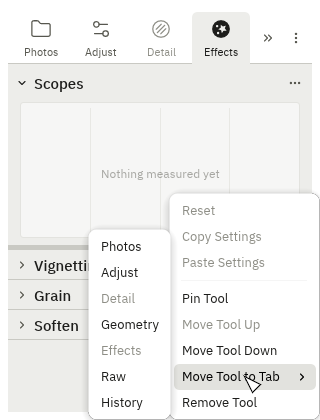 Photos
Adjust
Detail
Effects
Scopes
Nothing measured yet
Grain
Soften
Reset
Copy Settings
Paste Settings
Pin Tool
Move Tool Up
Move Tool Down
Move Tool to Tab
Remove Tool
Photos
Adjust
Detail
Geometry
Effects
Raw
History